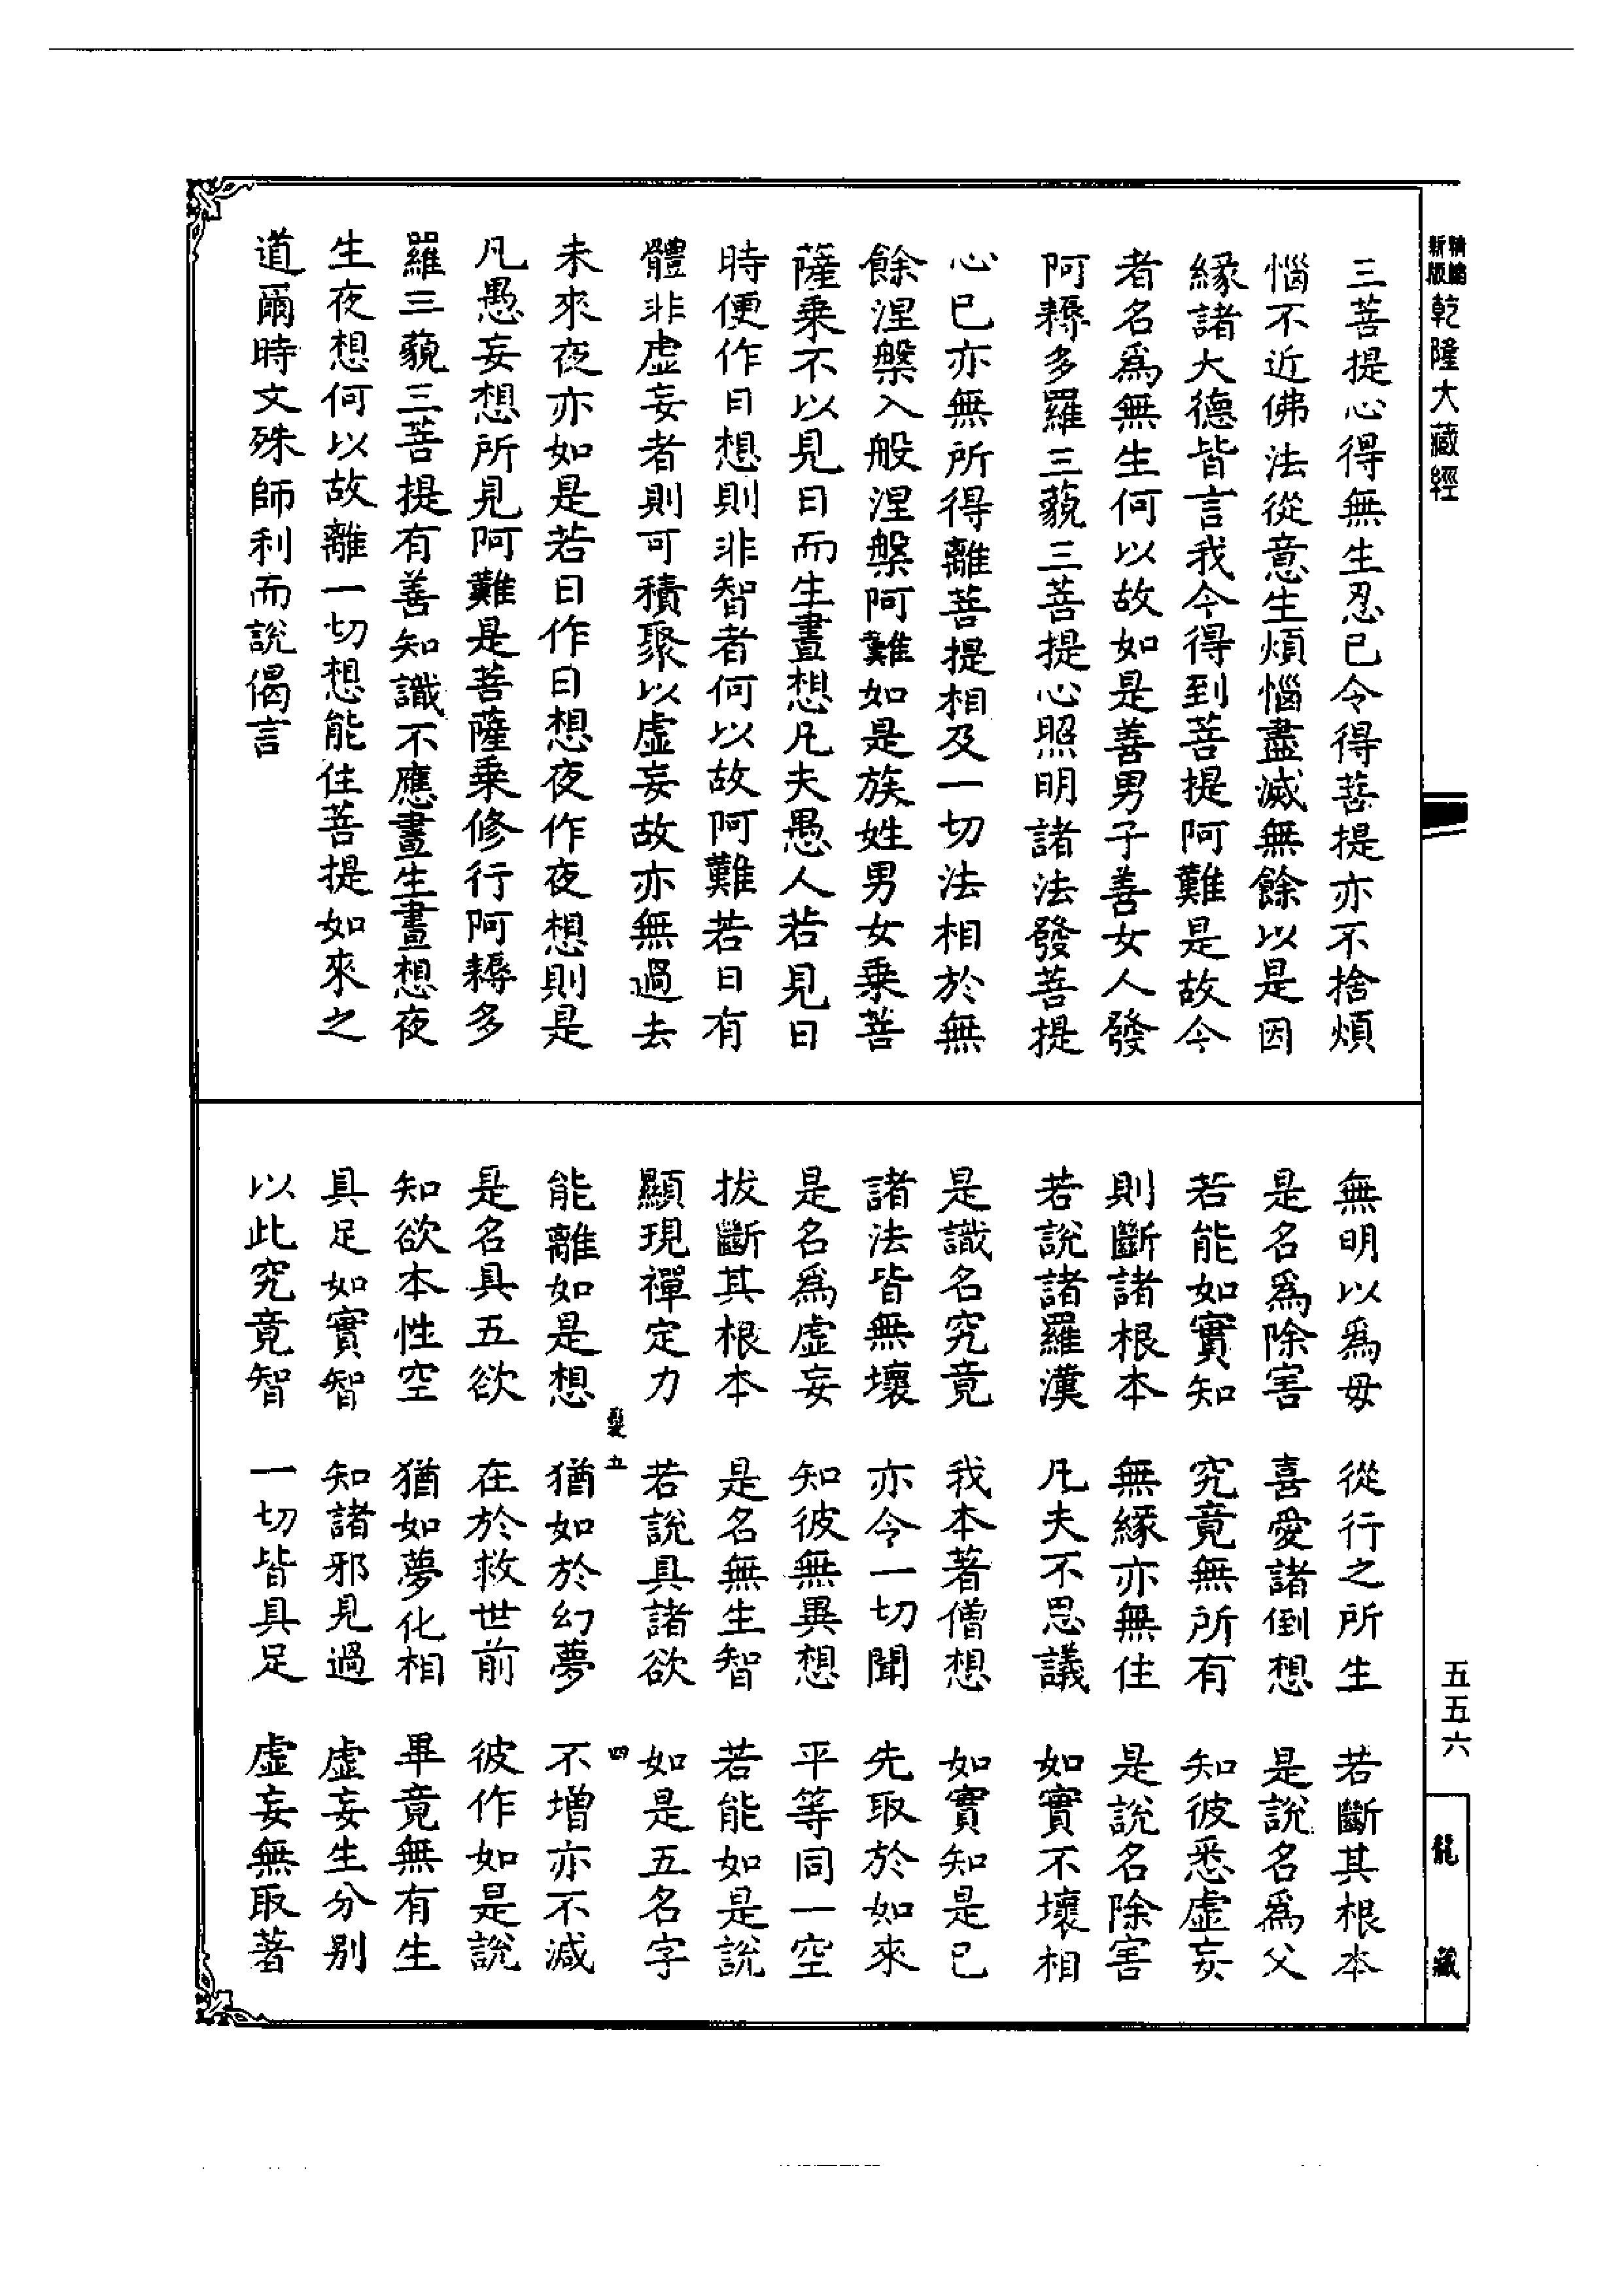 精編
新版
乾隆大藏經
三菩提心得無生忍已令得菩提亦不捨煩
惱不近佛法從意生煩惱盡滅無餘以是因
緣諸大德皆言我今得到菩提阿難是故今
者名爲無生何以故如是善男子善女人發
阿耨多羅三藐三菩提心照明諸法發菩提
心已亦無所得離菩提相及一切法相於無
餘涅槃入般涅槃阿難如是族姓男女乘菩
薩乘不以見日而生晝想凡夫愚人若見日
時便作日想則非智者何以故阿難若日有
體非虛妄者則可積聚以虛妄故亦無過去
未來夜亦如是若日作日想夜作夜想則是
凡愚妄想所見阿難是菩薩乘修行阿耨多
羅三藐三菩提有善知識不應晝生晝想夜
生夜想何以故離一切想能住菩提如來之
道爾時文殊師利而說偈言
無明以爲母 從行之所生 若斷其根本
是名爲除害 喜愛諸倒想 是說名爲父
若能如實知 究竟無所有 知彼悉虛妄
則斷諸根本 無緣亦無住 是說名除害
若說諸羅漢 凡夫不思議 如實不壞相
是識名究竟 我本著僧想 如實知是已
諸法皆無壞 亦令一切聞 先取於如來
是名爲虛妄 知彼無異想 平等同一空
拔斷其根本 是名無生智 若能如是說
顯現禪定力 若說具諸欲 如是五名字
五 四
能離如是想 猶如於幻夢 不增亦不減
是名具五欲 在於救世前 彼作如是說
知欲本性空 猶如夢化相 畢竟無有生
具足如實智 知諸邪見過 虛妄生分別
以此究竟智 一切皆具足 虛妄無取著
五五六
龍藏